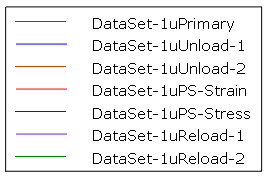 DataSet-1uPrimary
DataSet-1uUnload-1
DataSet-1uUnload-2
DataSet-1uPS-Strain
DataSet-1uPS-Stress
DataSet-1uReload-1
DataSet-1uReload-2